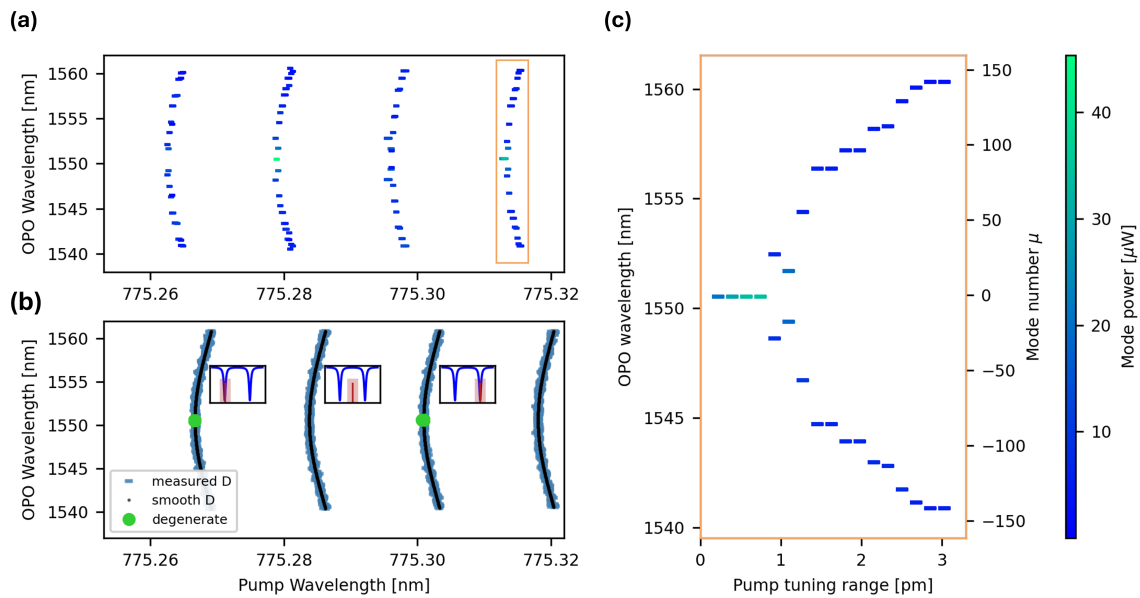 (a)
OPO Wavelength [nm]
1560
1555
1550
1545
1540
775.26
775.28
775.30
775.32
(b)
OPO Wavelength [nm]
1560
1555
1550
1545
1540
measured D
smooth D
degenerate
775.26
775.28
775.30
775.32
Pump Wavelength [nm]
(c)
OPO wavelength [nm]
1560
1555
1550
1545
1540
0
1
2
3
Pump tuning range [pm]
150
100
50
0
−50
−100
−150
Mode number μ
40
30
20
10
Mode power [μW]